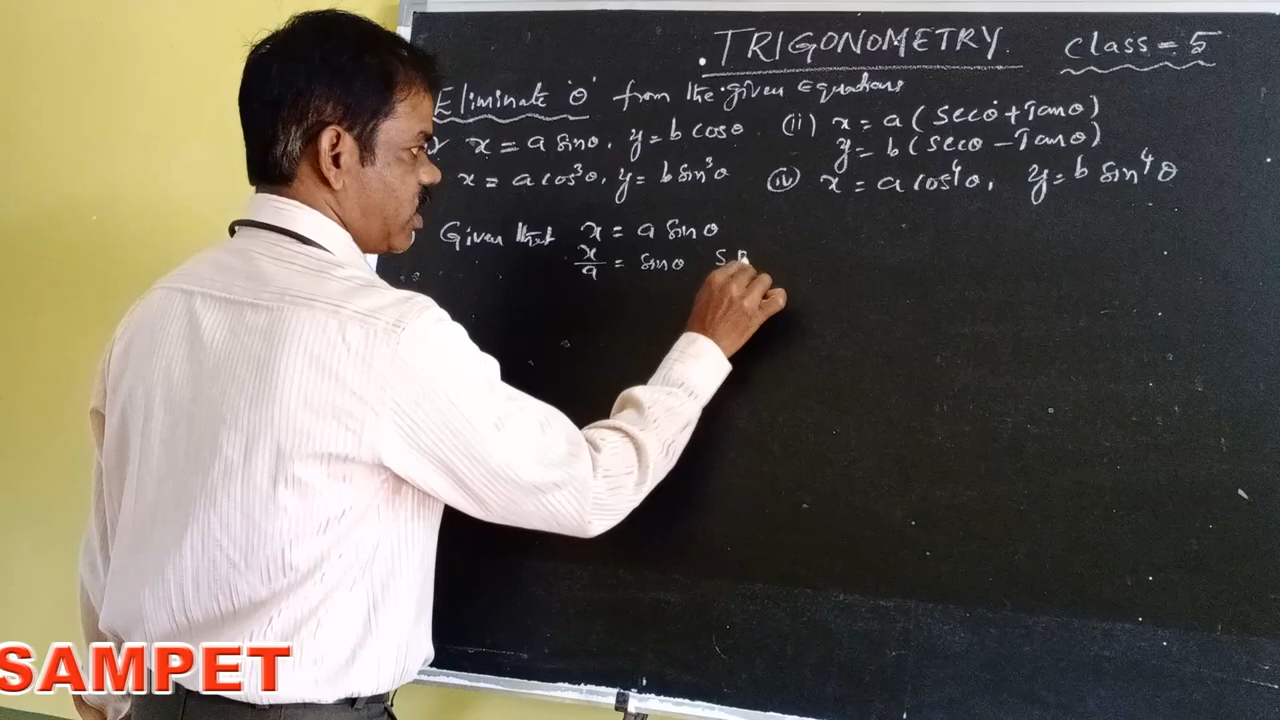 TRIGONOMETRY. class = 5
Eliminate 'θ' from the given Equations
x = a sinθ, y = b cosθ. (ii) x = a (secθ + Tanθ)
y = b (secθ - Tanθ)
x = a cos³θ, y = b sin³θ (iv) x = a cos⁴θ, y = b sin⁴θ
Given that x = a sinθ
x/a = sinθ S
SAMPET